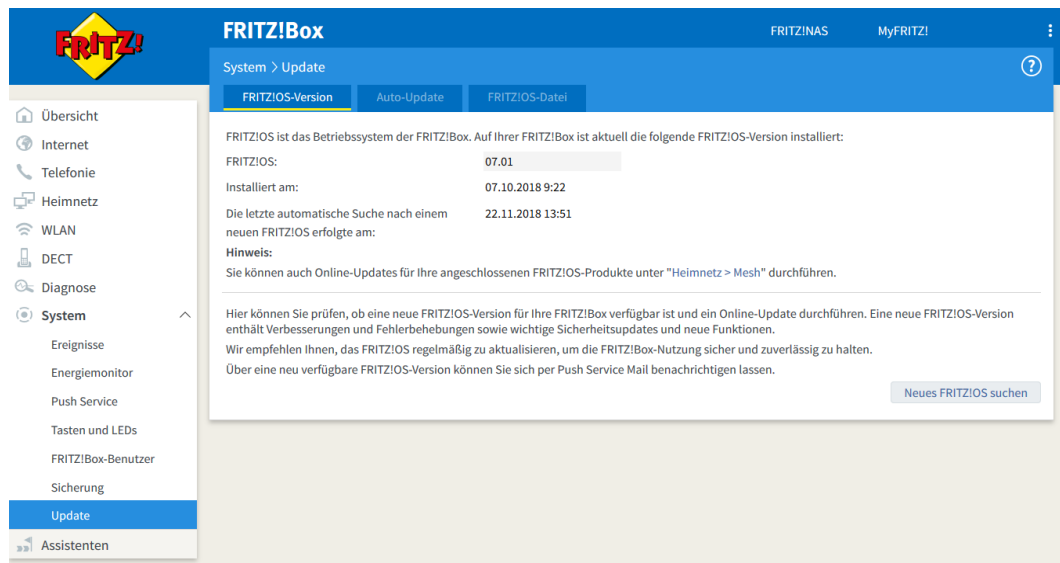 FRITZ!
FRITZ!Box
FRITZ!NAS
MyFRITZ!
System > Update
FRITZ!OS-Version
Auto-Update
FRITZ!OS-Datei
Übersicht
Internet
Telefonie
Heimnetz
WLAN
DECT
Diagnose
System
Ereignisse
Energiemonitor
Push Service
Tasten und LEDs
FRITZ!Box-Benutzer
Sicherung
Update
Assistenten
FRITZ!OS ist das Betriebssystem der FRITZ!Box. Auf Ihrer FRITZ!Box ist aktuell die folgende FRITZ!OS-Version installiert:
FRITZ!OS: 07.01
Installiert am: 07.10.2018 9:22
Die letzte automatische Suche nach einem 22.11.2018 13:51
neuen FRITZ!OS erfolgte am:
Hinweis:
Sie können auch Online-Updates für Ihre angeschlossenen FRITZ!OS-Produkte unter "Heimnetz > Mesh" durchführen.
Hier können Sie prüfen, ob eine neue FRITZ!OS-Version für Ihre FRITZ!Box verfügbar ist und ein Online-Update durchführen. Eine neue FRITZ!OS-Version
enthält Verbesserungen und Fehlerbehebungen sowie wichtige Sicherheitsupdates und neue Funktionen.
Wir empfehlen Ihnen, das FRITZ!OS regelmäßig zu aktualisieren, um die FRITZ!Box-Nutzung sicher und zuverlässig zu halten.
Über eine neu verfügbare FRITZ!OS-Version können Sie sich per Push Service Mail benachrichtigen lassen.
Neues FRITZ!OS suchen